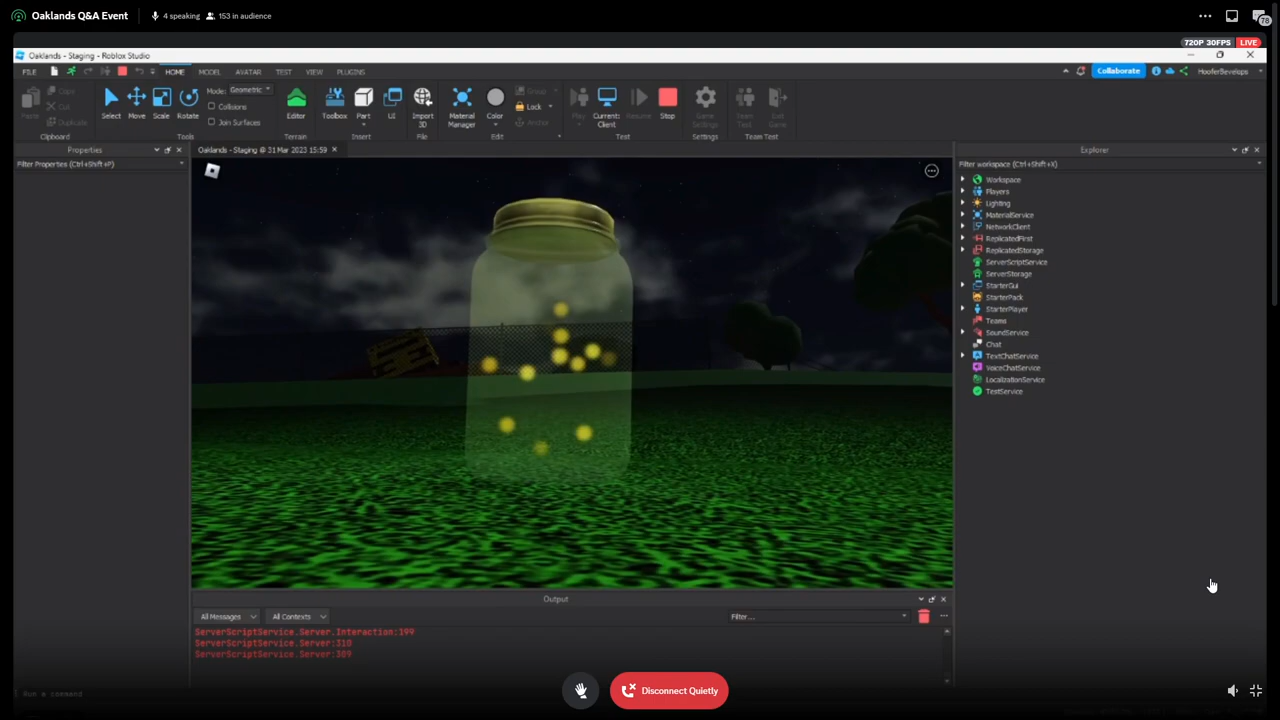 Oaklands Q&A Event 4 speaking 153 in audience 78
720P 30FPS LIVE
Oaklands - Staging - Roblox Studio
FILE HOME MODEL AVATAR TEST VIEW PLUGINS Collaborate HooferDevelops
Paste Copy Cut Duplicate Select Move Scale Rotate Mode: Geometric Collisions Join Surfaces Editor Toolbox Part UI Import 3D Material Manager Color Group Lock Anchor Play Current: Client Resume Stop Game Settings Team Test Exit Game
Clipboard Tools Terrain Insert File Edit Test Settings Team Test
Properties Oaklands - Staging @ 31 Mar 2023 15:59 Explorer
Filter Properties (Ctrl+Shift+P) Filter workspace (Ctrl+Shift+X)
Workspace
Players
Lighting
MaterialService
NetworkClient
ReplicatedFirst
ReplicatedStorage
ServerScriptService
ServerStorage
StarterGui
StarterPack
StarterPlayer
Teams
SoundService
Chat
TextChatService
VoiceChatService
LocalizationService
TestService
Output
All Messages All Contexts Filter...
ServerScriptService.Server.Interaction:199
ServerScriptService.Server:310
ServerScriptService.Server:309
Run a command
Disconnect Quietly